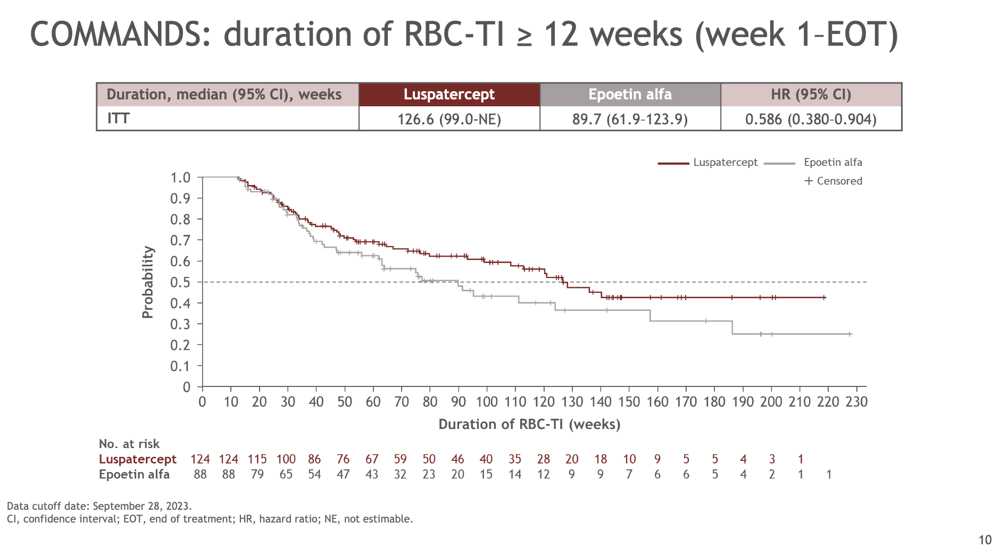 COMMANDS: duration of RBC-TI ≥ 12 weeks (week 1–EOT)
Duration, median (95% CI), weeks Luspatercept Epoetin alfa HR (95% CI)
ITT 126.6 (99.0-NE) 89.7 (61.9–123.9) 0.586 (0.380–0.904)
Luspatercept Epoetin alfa
+ Censored
1.0
0.9
0.8
0.7
0.6
0.5
0.4
0.3
0.2
0.1
0
Probability
0 10 20 30 40 50 60 70 80 90 100 110 120 130 140 150 160 170 180 190 200 210 220 230
Duration of RBC-TI (weeks)
No. at risk
Luspatercept 124 124 115 100 86 76 67 59 50 46 40 35 28 20 18 10 9 5 5 4 3 1
Epoetin alfa 88 88 79 65 54 47 43 32 23 20 15 14 12 9 9 7 6 6 5 4 2 1 1
Data cutoff date: September 28, 2023.
CI, confidence interval; EOT, end of treatment; HR, hazard ratio; NE, not estimable.
10